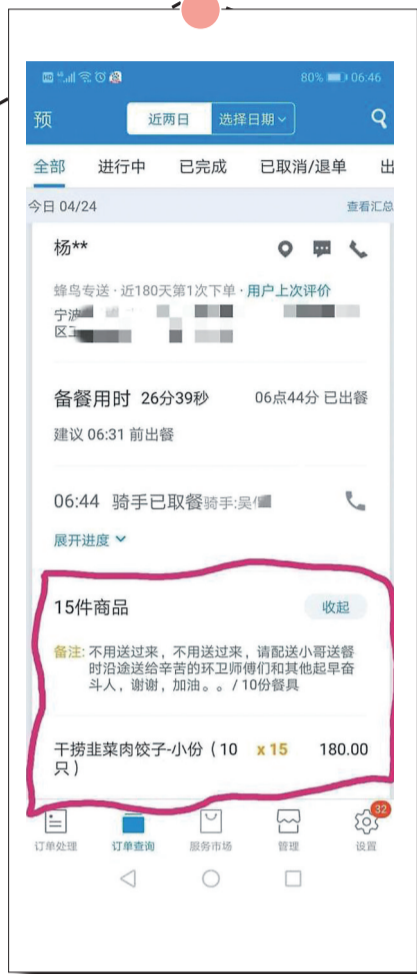 HD 80% 06:46
预 近两日 选择日期
全部 进行中 已完成 已取消/退单 出
今日 04/24 查看汇总
杨**
蜂鸟专送·近180天第1次下单·用户上次评价
宁波
区
备餐用时 26分39秒 06点44分 已出餐
建议 06:31 前出餐
06:44 骑手已取餐骑手:吴
展开进度
15件商品 收起
备注: 不用送过来，不用送过来，请配送小哥送餐
时沿途送给辛苦的环卫师傅们和其他起早奋
斗人，谢谢，加油。。/ 10份餐具
干捞韭菜肉饺子-小份（10 x 15 180.00
只）
32
订单处理 订单查询 服务市场 管理 设置